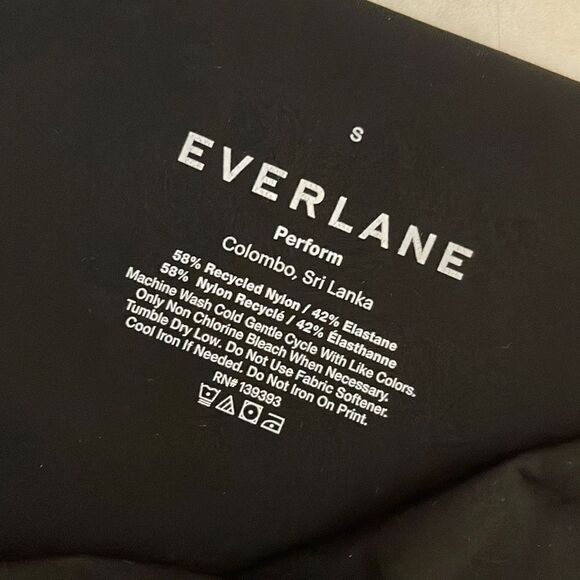 S
EVERLANE
Perform
Colombo, Sri Lanka
58% Recycled Nylon / 42% Elastane
58% Nylon Recyclé / 42% Élasthanne
Machine Wash Cold Gentle Cycle With Like Colors.
Only Non Chlorine Bleach When Necessary.
Tumble Dry Low. Do Not Use Fabric Softener.
Cool Iron If Needed. Do Not Iron On Print.
RN# 139393